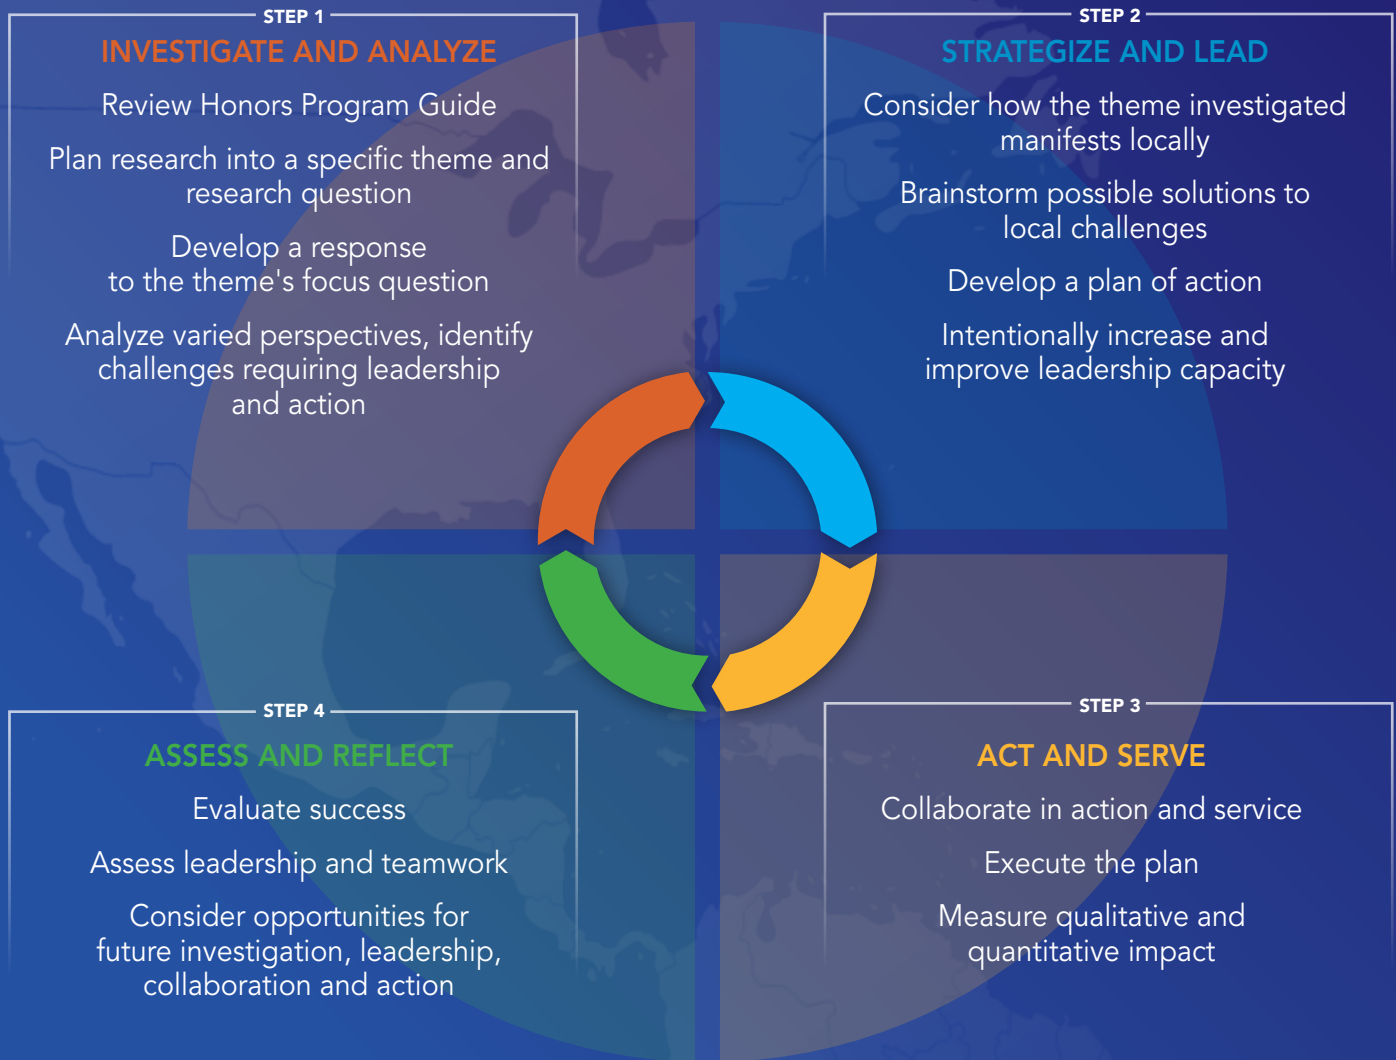 STEP 1
INVESTIGATE AND ANALYZE
Review Honors Program Guide
Plan research into a specific theme and
research question
Develop a response
to the theme's focus question
Analyze varied perspectives, identify
challenges requiring leadership
and action
STEP 2
STRATEGIZE AND LEAD
Consider how the theme investigated
manifests locally
Brainstorm possible solutions to
local challenges
Develop a plan of action
Intentionally increase and
improve leadership capacity
STEP 3
ACT AND SERVE
Collaborate in action and service
Execute the plan
Measure qualitative and
quantitative impact
STEP 4
ASSESS AND REFLECT
Evaluate success
Assess leadership and teamwork
Consider opportunities for
future investigation, leadership,
collaboration and action